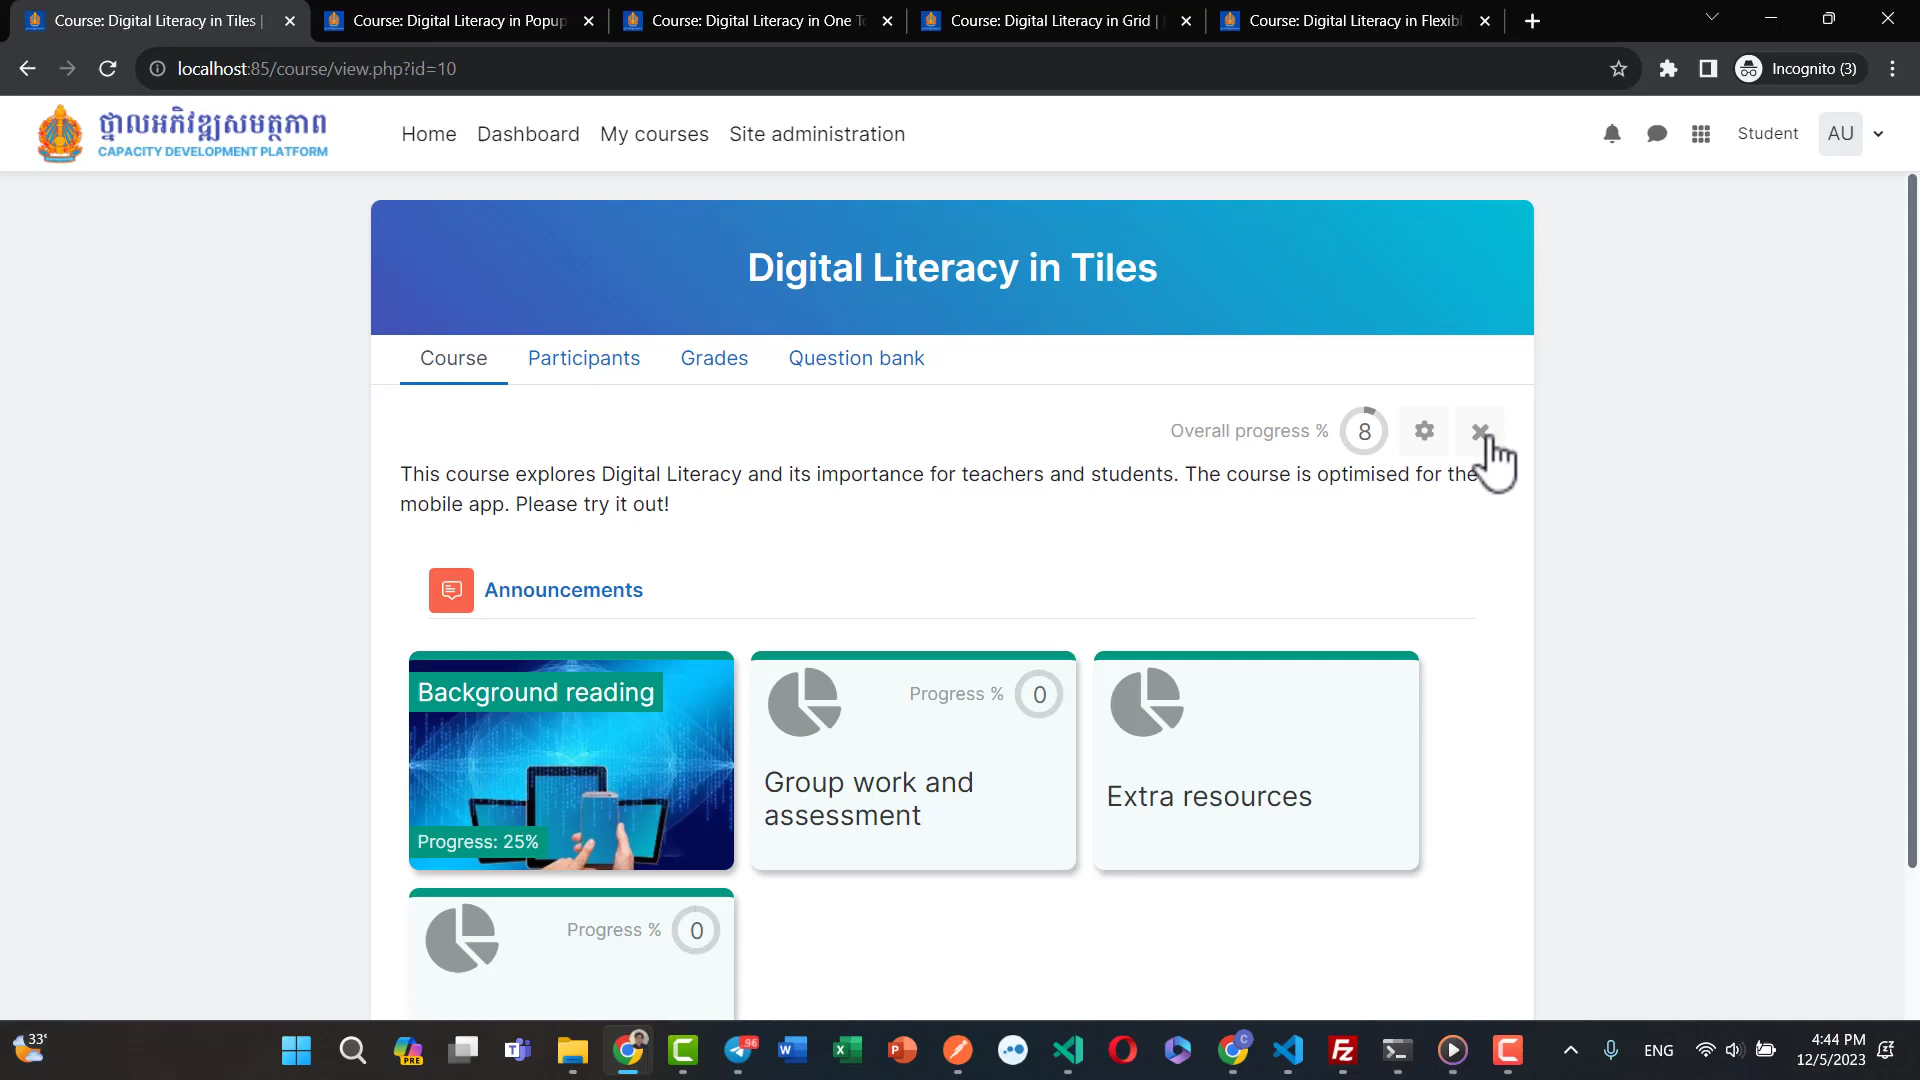 Course: Digital Literacy in Tiles |
Course: Digital Literacy in Popup
Course: Digital Literacy in One To
Course: Digital Literacy in Grid |
Course: Digital Literacy in Flexibl
localhost:85/course/view.php?id=10
Incognito (3)
ថ្នាលអភិវឌ្ឍសមត្ថភាព
CAPACITY DEVELOPMENT PLATFORM
Home
Dashboard
My courses
Site administration
Student
AU
Digital Literacy in Tiles
Course
Participants
Grades
Question bank
Overall progress %
8
This course explores Digital Literacy and its importance for teachers and students. The course is optimised for the
mobile app. Please try it out!
Announcements
Background reading
Progress: 25%
Progress %
0
Group work and
assessment
Extra resources
Progress %
0
33°
PRE
96
C
ENG
4:44 PM
12/5/2023